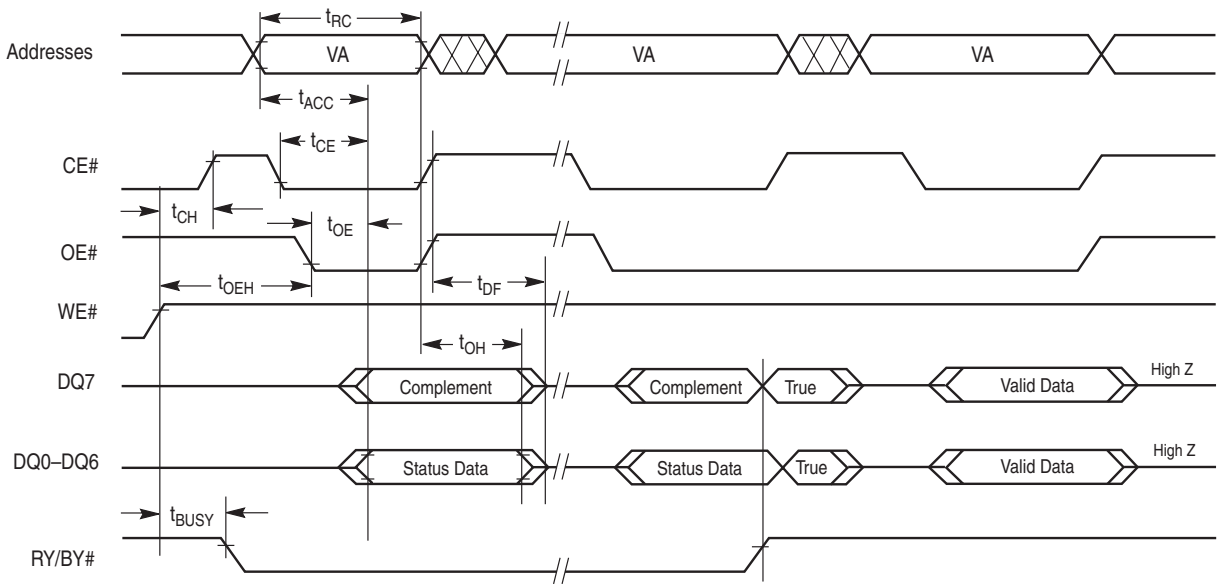 tRC
Addresses VA VA VA
tACC
tCE
CE#
tCH
tOE
OE#
tOEH
tDF
WE#
tOH
DQ7 Complement Complement True Valid Data High Z
DQ0–DQ6 Status Data Status Data True Valid Data High Z
tBUSY
RY/BY#